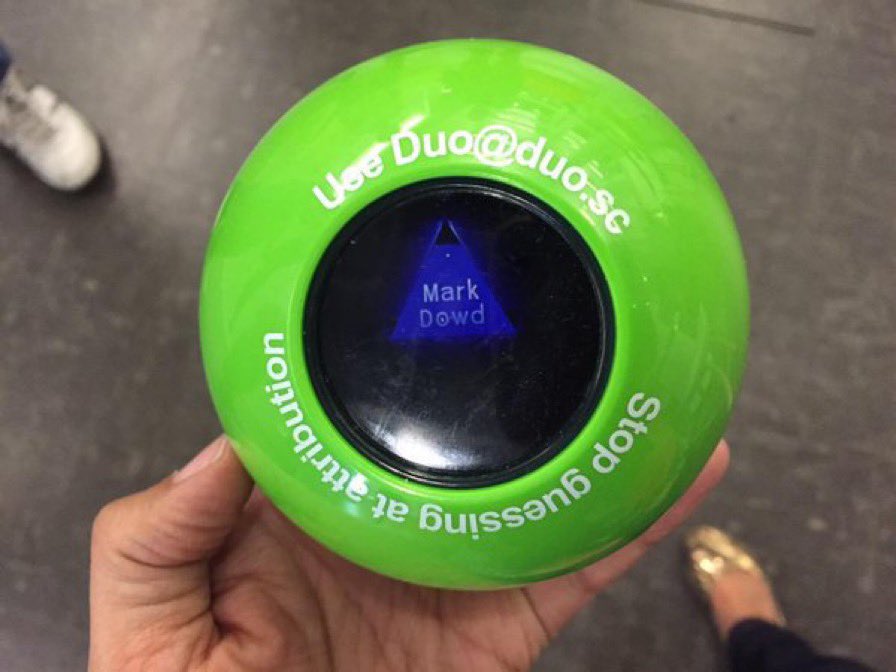 Use Duo@duo.sc
Mark
Dowd
Stop guessing at attribution